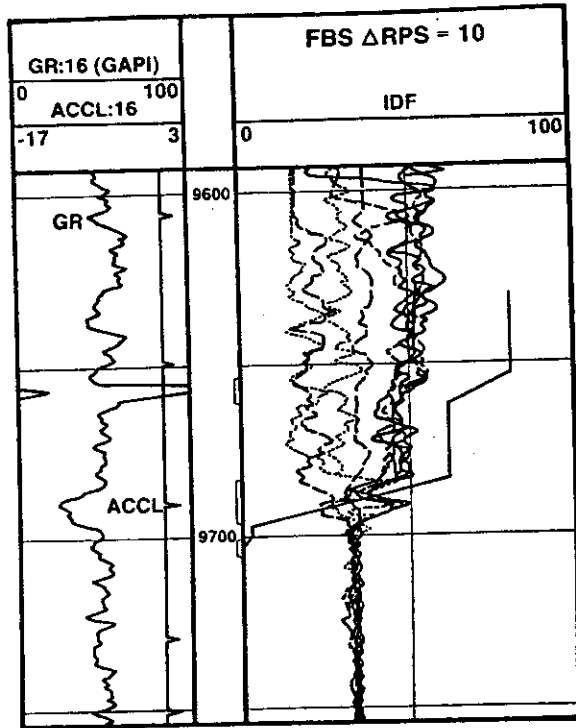 FBS ΔRPS = 10
GR:16 (GAPI)
0 100
ACCL:16
-17 3
IDF
0 100
9600
GR
ACCL
9700